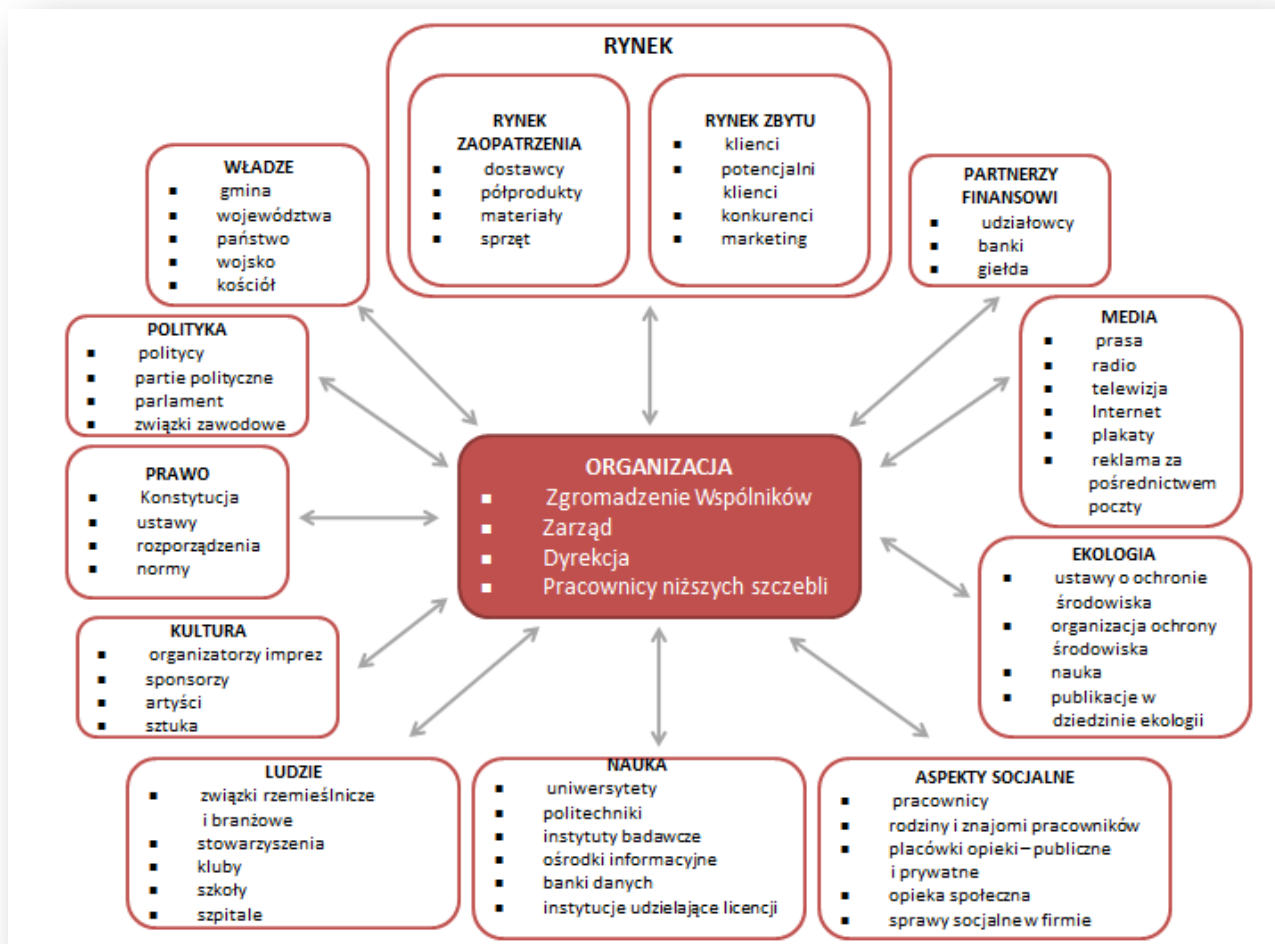 RYNEK
RYNEK
ZAOPATRZENIA
▪ dostawcy
▪ półprodukty
▪ materiały
▪ sprzęt
RYNEK ZBYTU
▪ klienci
▪ potencjalni
klienci
▪ konkurenci
▪ marketing
WŁADZE
▪ gmina
▪ województwa
▪ państwo
▪ wojsko
▪ kościół
PARTNERZY
FINANSOWI
▪ udziałowcy
▪ banki
▪ giełda
POLITYKA
▪ politycy
▪ partie polityczne
▪ parlament
▪ związki zawodowe
MEDIA
▪ prasa
▪ radio
▪ telewizja
▪ Internet
▪ plakaty
▪ reklama za
pośrednictwem
poczty
PRAWO
▪ Konstytucja
▪ ustawy
▪ rozporządzenia
▪ normy
ORGANIZACJA
▪ Zgromadzenie Wspólników
▪ Zarząd
▪ Dyrekcja
▪ Pracownicy niższych szczebli
EKOLOGIA
▪ ustawy o ochronie
środowiska
▪ organizacja ochrony
środowiska
▪ nauka
▪ publikacje w
dziedzinie ekologii
KULTURA
▪ organizatorzy imprez
▪ sponsorzy
▪ artyści
▪ sztuka
LUDZIE
▪ związki rzemieślnicze
i branżowe
▪ stowarzyszenia
▪ kluby
▪ szkoły
▪ szpitale
NAUKA
▪ uniwersytety
▪ politechniki
▪ instytuty badawcze
▪ ośrodki informacyjne
▪ banki danych
▪ instytucje udzielające licencji
ASPEKTY SOCJALNE
▪ pracownicy
▪ rodziny i znajomi pracowników
▪ placówki opieki – publiczne
i prywatne
▪ opieka społeczna
▪ sprawy socjalne w firmie